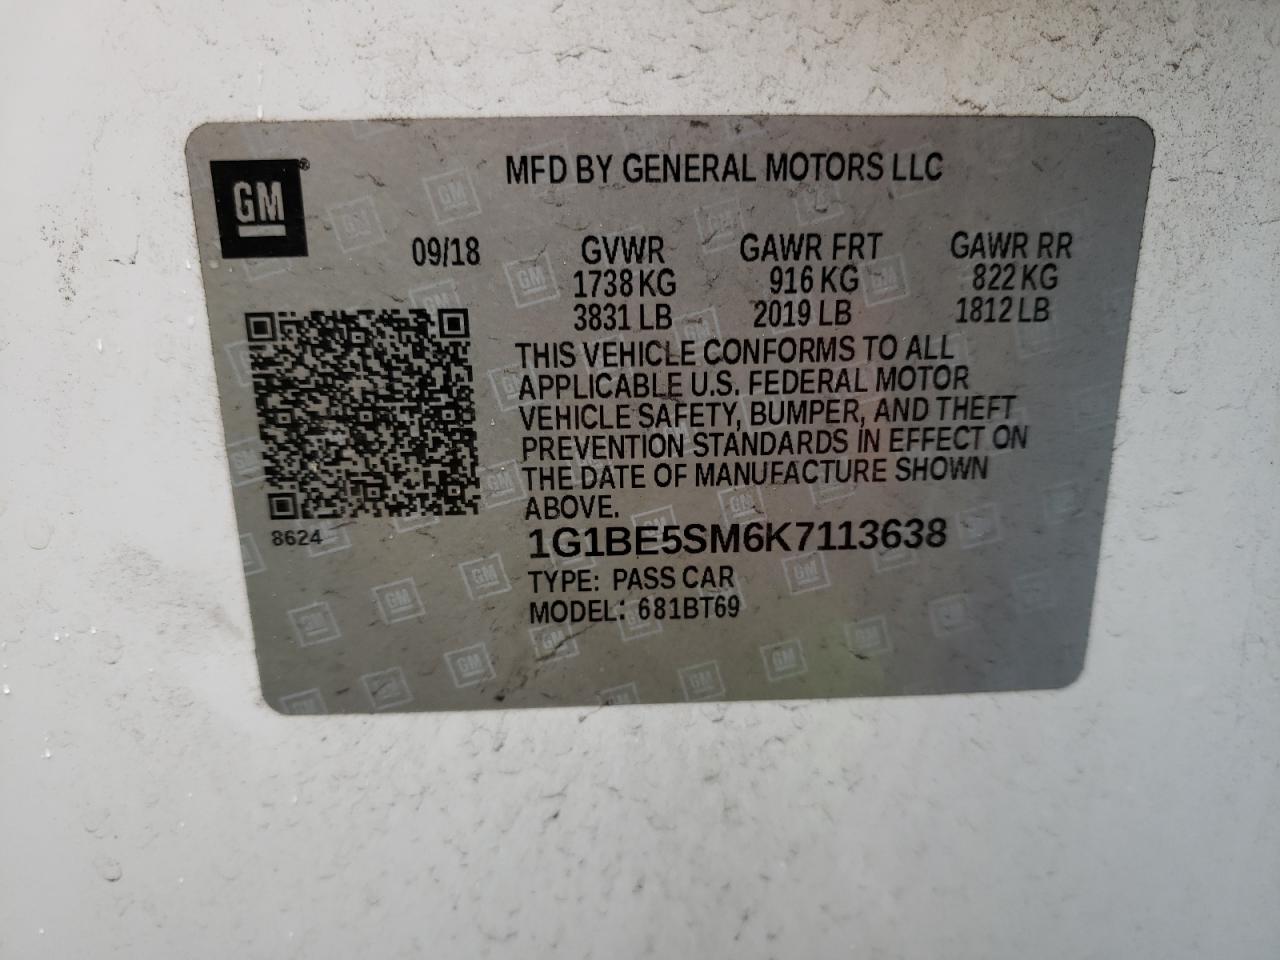 GM®
MFD BY GENERAL MOTORS LLC
09/18
GVWR GAWR FRT GAWR RR
1738 KG 916 KG 822 KG
3831 LB 2019 LB 1812 LB
THIS VEHICLE CONFORMS TO ALL
APPLICABLE U.S. FEDERAL MOTOR
VEHICLE SAFETY, BUMPER, AND THEFT
PREVENTION STANDARDS IN EFFECT ON
THE DATE OF MANUFACTURE SHOWN
ABOVE.
8624
1G1BE5SM6K7113638
TYPE: PASS CAR
MODEL: 681BT69